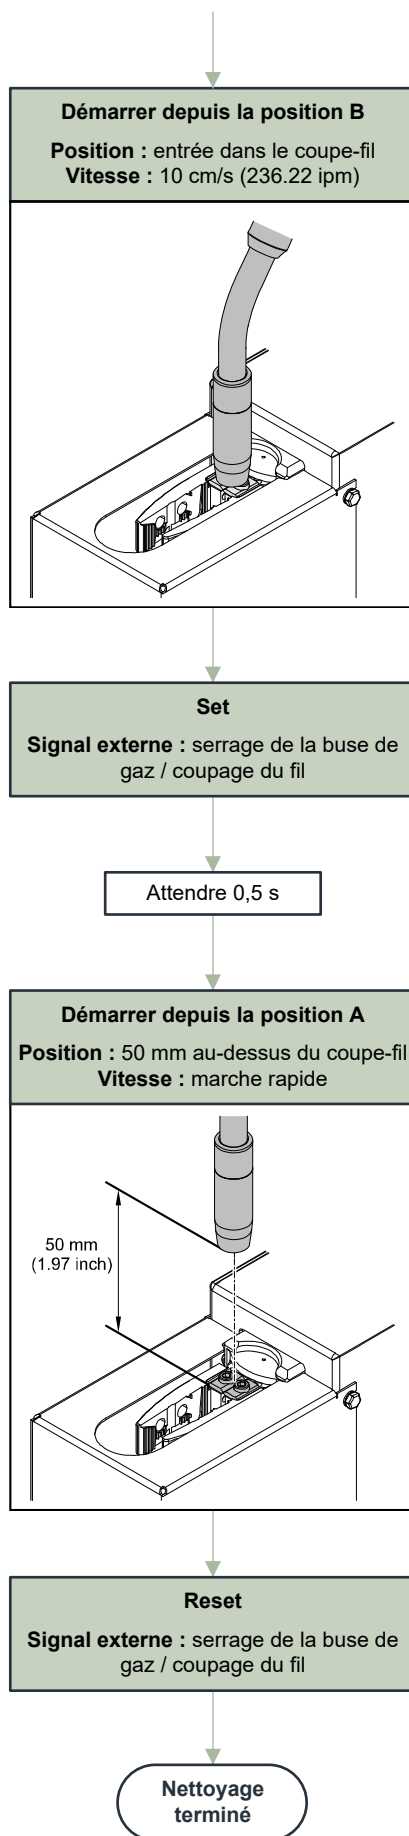 Démarrer depuis la position B
Position : entrée dans le coupe-fil
Vitesse : 10 cm/s (236.22 ipm)
Set
Signal externe : serrage de la buse de
gaz / coupage du fil
Attendre 0,5 s
Démarrer depuis la position A
Position : 50 mm au-dessus du coupe-fil
Vitesse : marche rapide
50 mm
(1.97 inch)
Reset
Signal externe : serrage de la buse de
gaz / coupage du fil
Nettoyage
terminé